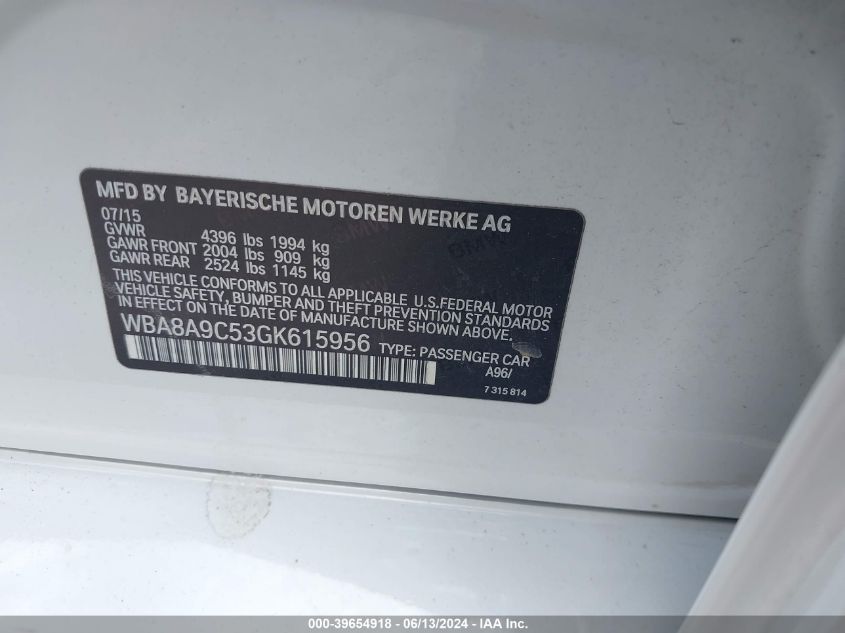 MFD BY BAYERISCHE MOTOREN WERKE AG
07/15
GVWR 4396 lbs 1994 kg
GAWR FRONT 2004 lbs 909 kg
GAWR REAR 2524 lbs 1145 kg
THIS VEHICLE CONFORMS TO ALL APPLICABLE U.S.FEDERAL MOTOR
VEHICLE SAFETY, BUMPER AND THEFT PREVENTION STANDARDS
IN EFFECT ON THE DATE OF MANUFACTURE SHOWN ABOVE.
WBA8A9C53GK615956 TYPE: PASSENGER CAR
A96/
7 315 814
000-39654918 - 06/13/2024 - IAA Inc.